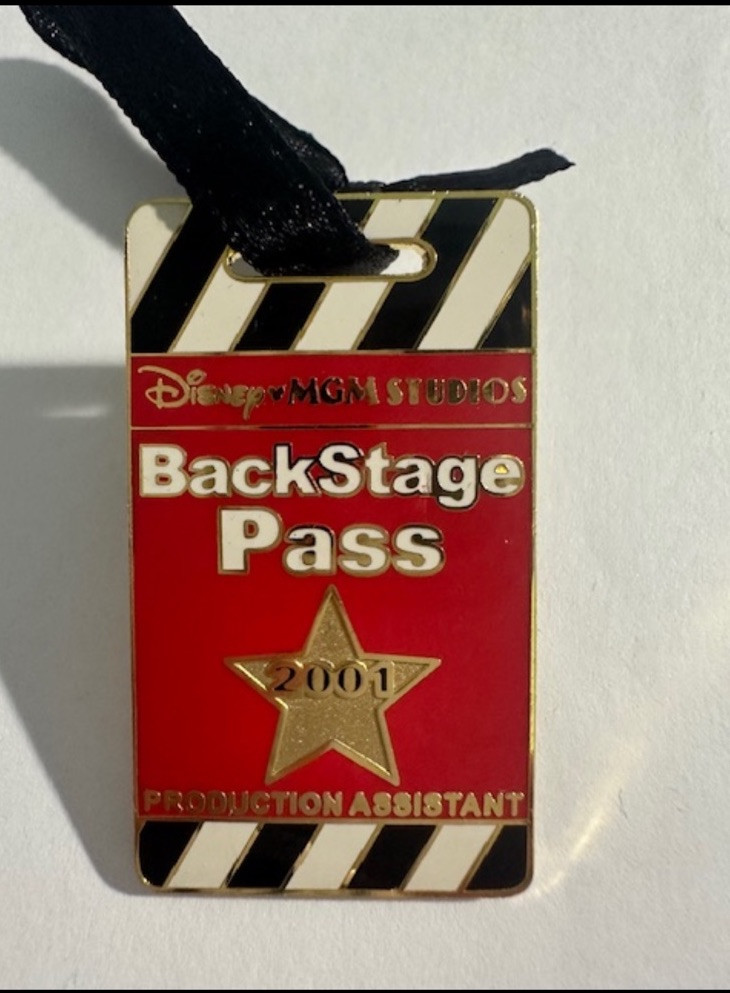 Disney MGM STUDIOS
BackStage
Pass
2001
PRODUCTION ASSISTANT